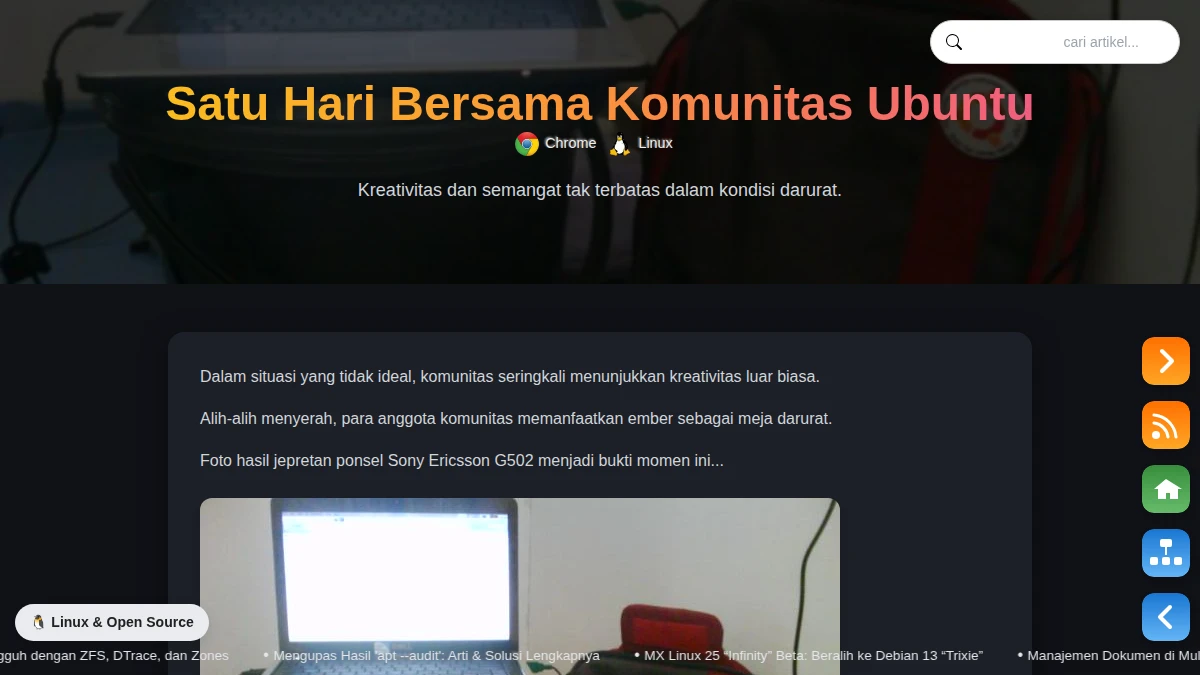 cari artikel...
Satu Hari Bersama Komunitas Ubuntu
Chrome Linux
Kreativitas dan semangat tak terbatas dalam kondisi darurat.
Dalam situasi yang tidak ideal, komunitas seringkali menunjukkan kreativitas luar biasa.
Alih-alih menyerah, para anggota komunitas memanfaatkan ember sebagai meja darurat.
Foto hasil jepretan ponsel Sony Ericsson G502 menjadi bukti momen ini...
Linux & Open Source
gguh dengan ZFS, DTrace, dan Zones • Mengupas Hasil 'apt --audit': Arti & Solusi Lengkapnya • MX Linux 25 “Infinity” Beta: Beralih ke Debian 13 “Trixie” • Manajemen Dokumen di Mul